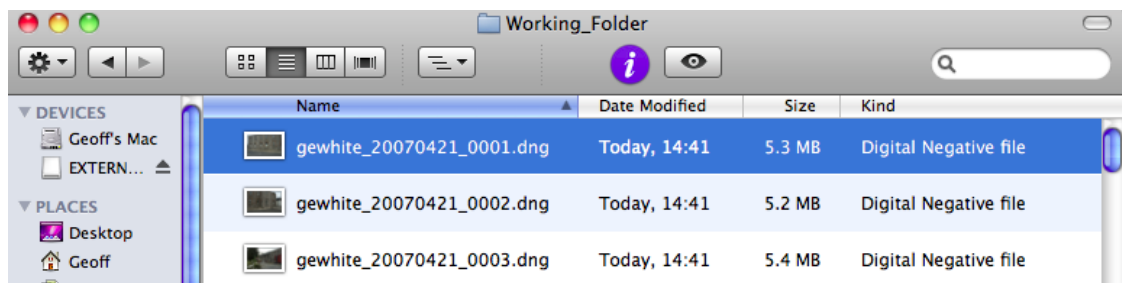 Working_Folder
i
DEVICES
Geoff's Mac
EXTERN...
PLACES
Desktop
Geoff
Name Date Modified Size Kind
gewhite_20070421_0001.dng Today, 14:41 5.3 MB Digital Negative file
gewhite_20070421_0002.dng Today, 14:41 5.2 MB Digital Negative file
gewhite_20070421_0003.dng Today, 14:41 5.4 MB Digital Negative file